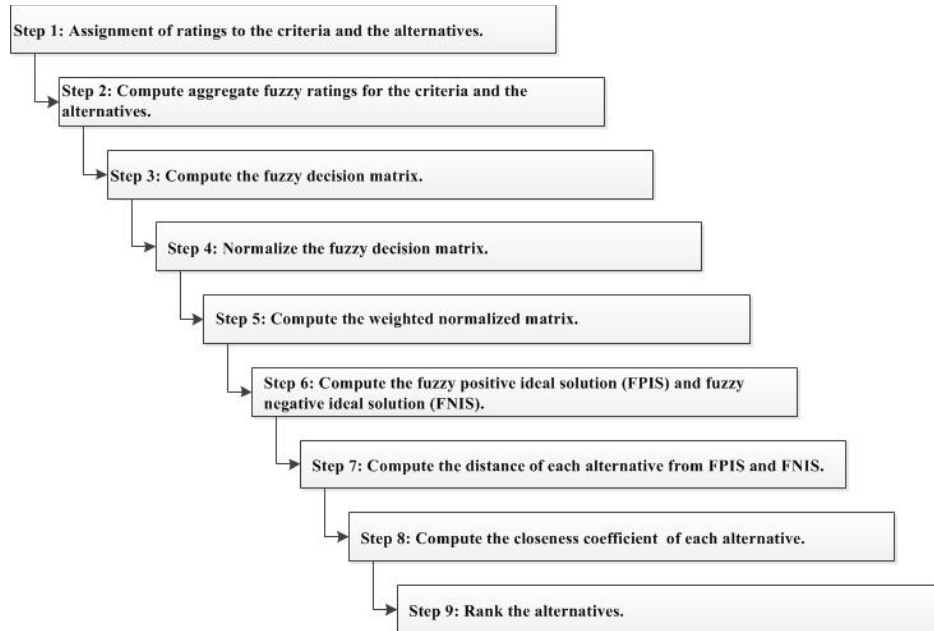 Step 1: Assignment of ratings to the criteria and the alternatives.
Step 2: Compute aggregate fuzzy ratings for the criteria and the
alternatives.
Step 3: Compute the fuzzy decision matrix.
Step 4: Normalize the fuzzy decision matrix.
Step 5: Compute the weighted normalized matrix.
Step 6: Compute the fuzzy positive ideal solution (FPIS) and fuzzy
negative ideal solution (FNIS).
Step 7: Compute the distance of each alternative from FPIS and FNIS.
Step 8: Compute the closeness coefficient of each alternative.
Step 9: Rank the alternatives.